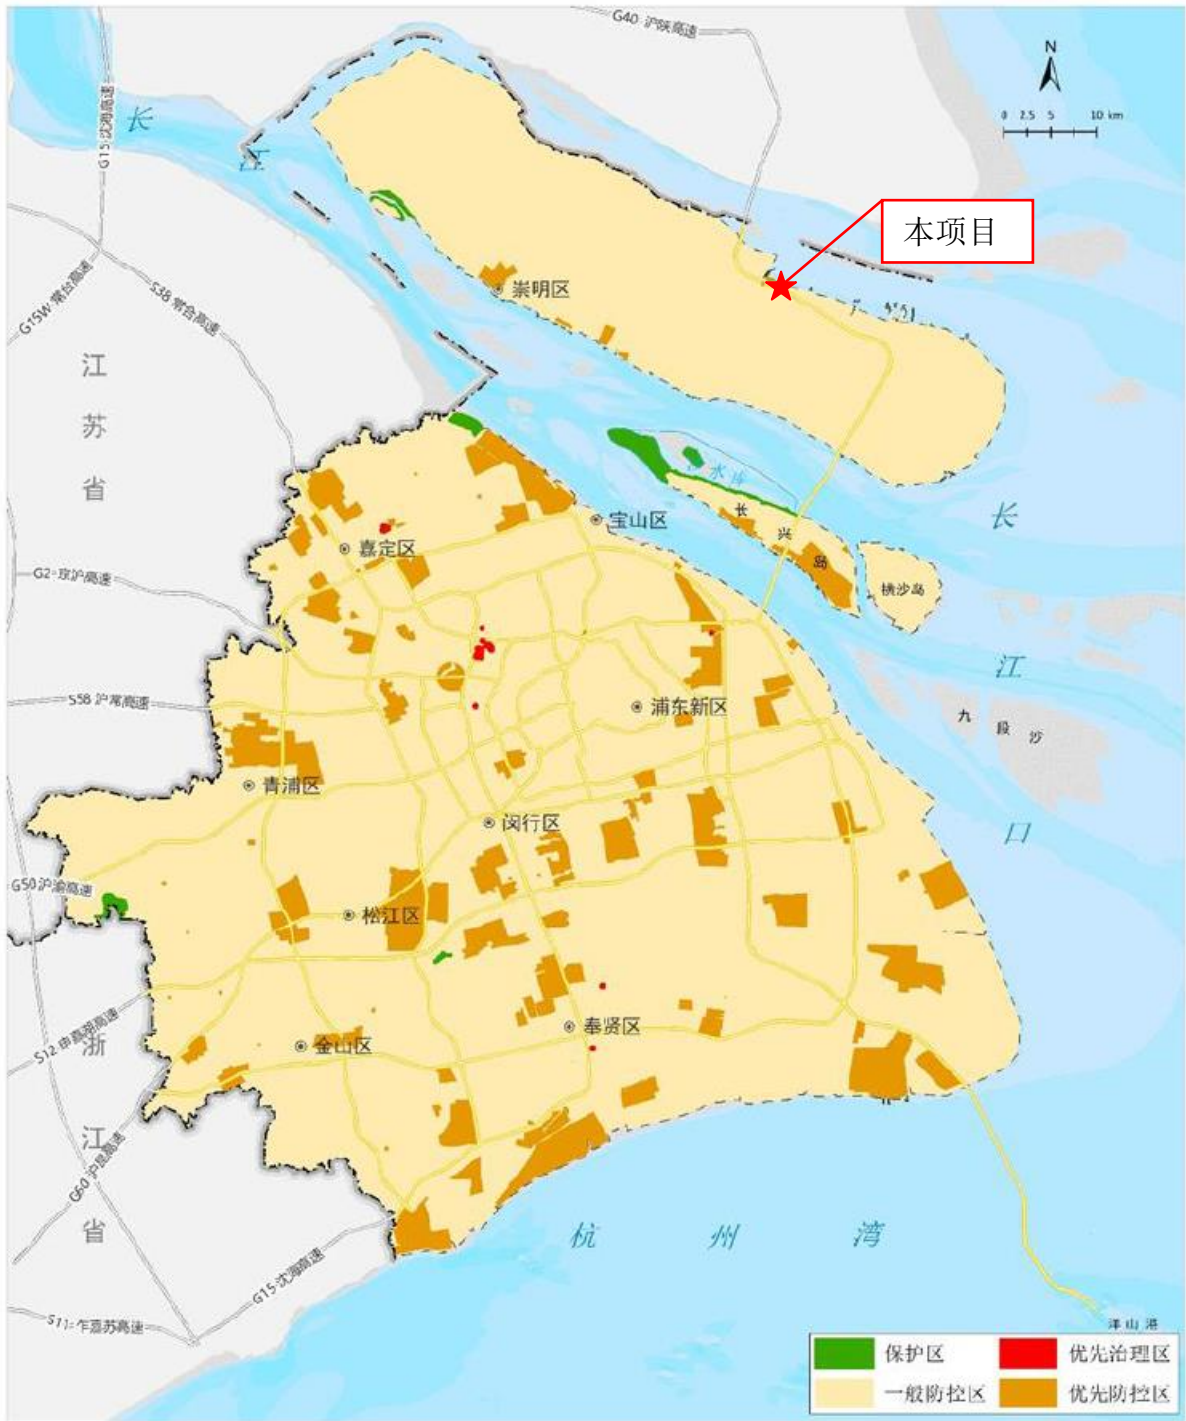 G40 沪陕高速
N
0 2.5 5 10 km
G15 沈海高速
长
江
本项目
崇明区
G15W 常台高速
S38 常合高速
江
苏
省
水库
长
兴
岛
长
宝山区
嘉定区
横沙岛
G2 京沪高速
江
S58 沪常高速
浦东新区
九
段
沙
青浦区
闵行区
口
G50 沪渝高速
松江区
奉贤区
S12 申嘉湖高速
金山区
浙
江
G60 沪昆高速
省
杭
州
湾
G15 沈海高速
S11 乍嘉苏高速
洋山港
保护区
优先治理区
一般防控区
优先防控区